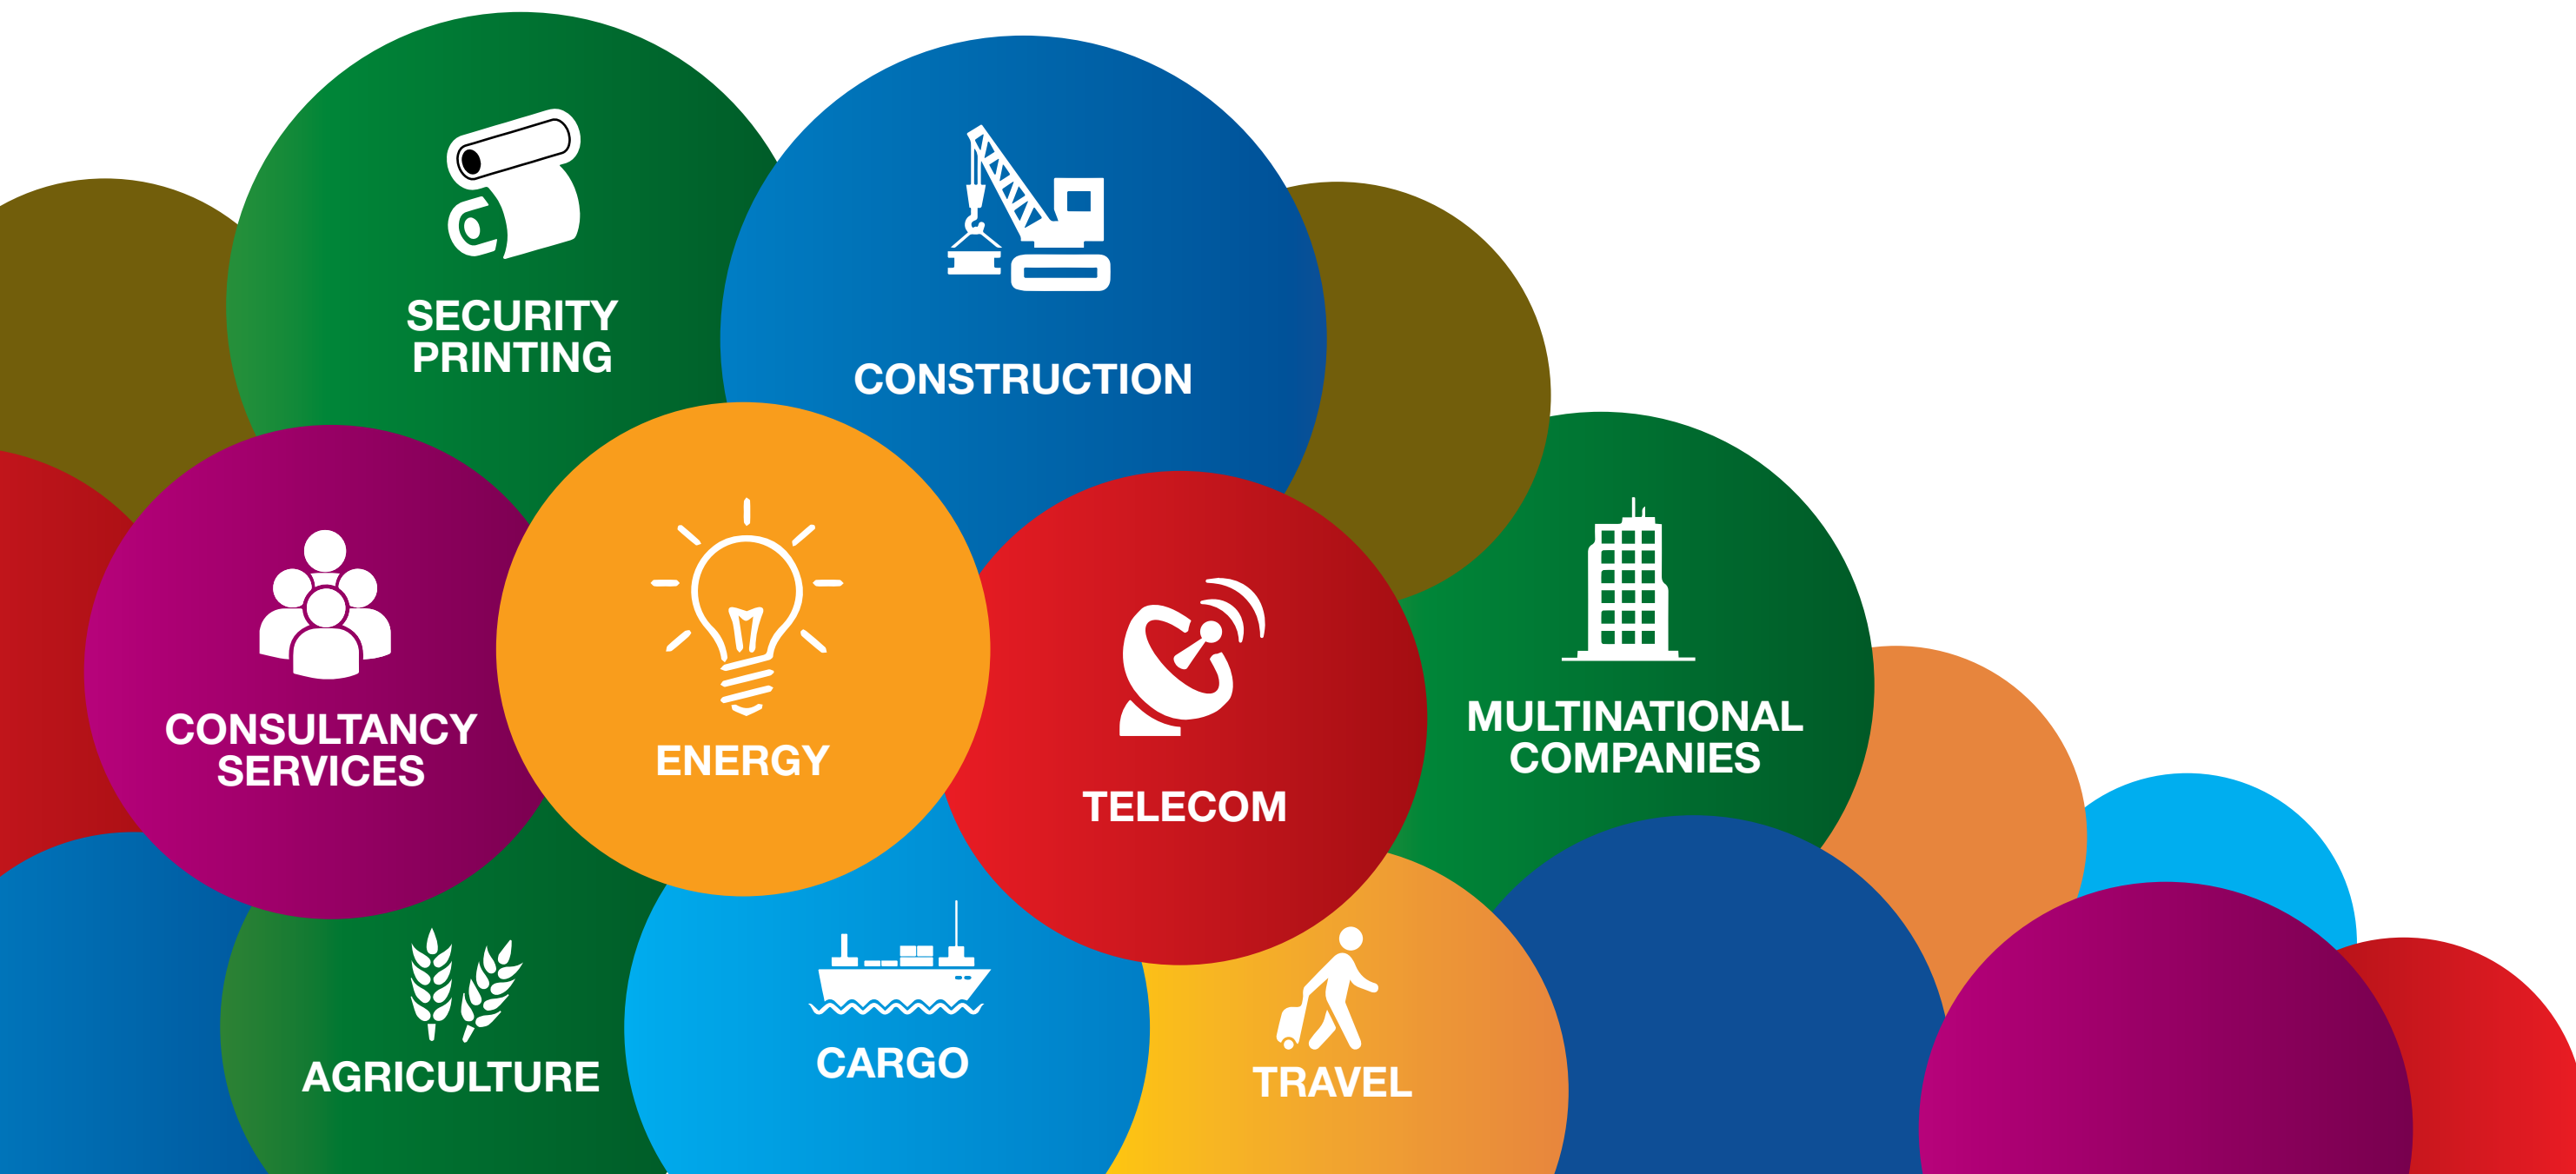 SECURITY
PRINTING
CONSTRUCTION
CONSULTANCY
SERVICES
ENERGY
TELECOM
MULTINATIONAL
COMPANIES
AGRICULTURE
CARGO
TRAVEL